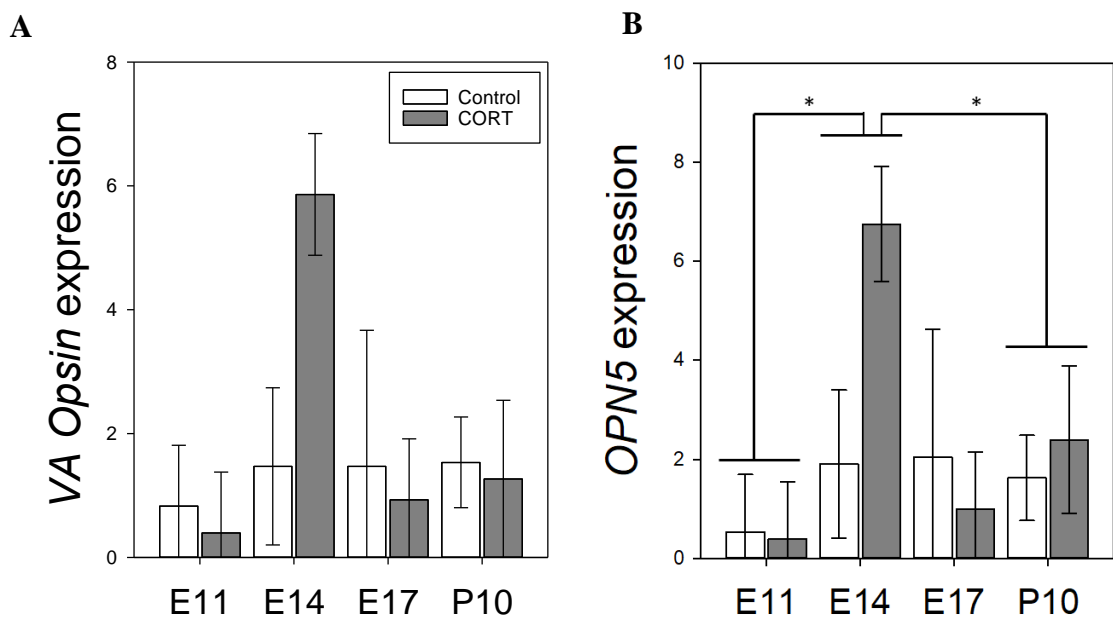 A
VA Opsin expression
8
6
4
2
0
Control
CORT
E11 E14 E17 P10
B
OPN5 expression
10
8
6
4
2
0
* *
E11 E14 E17 P10